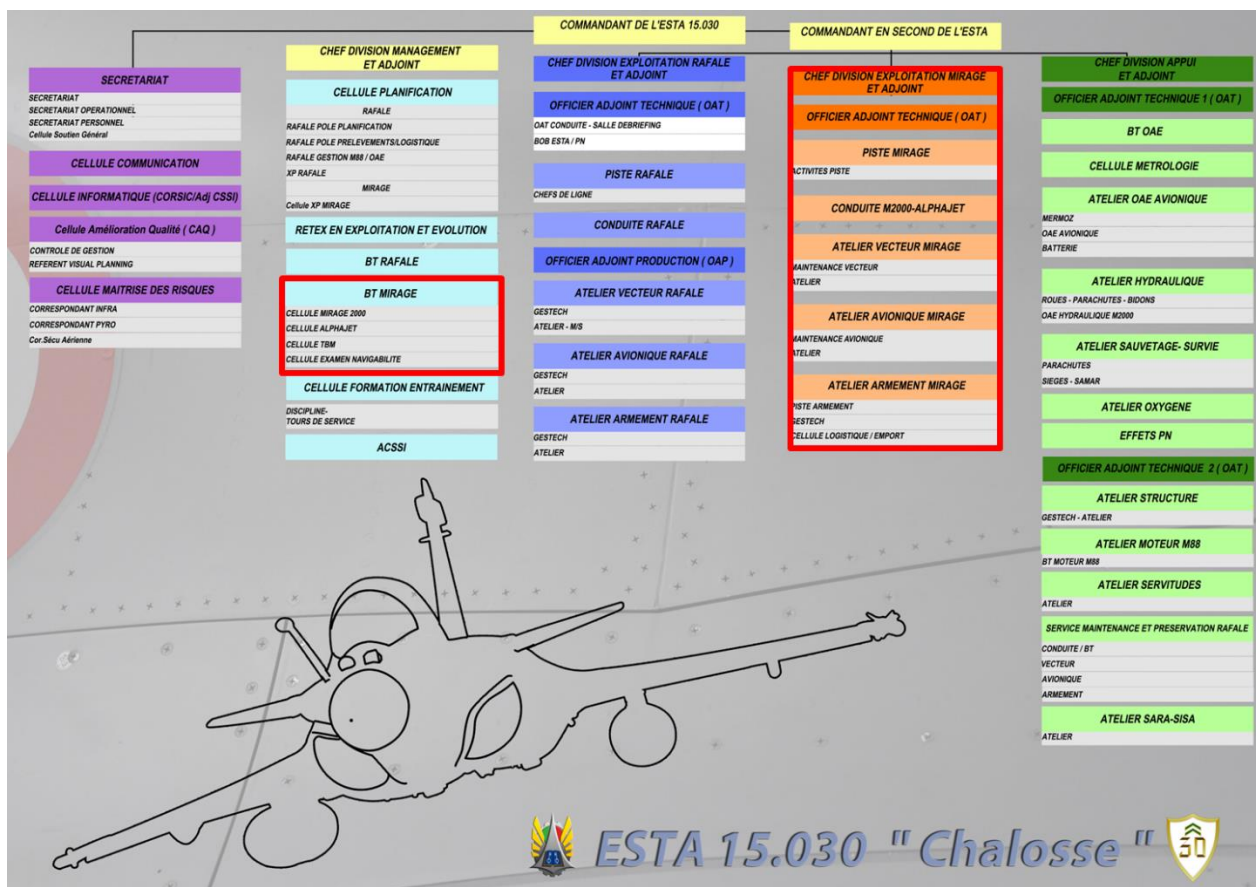 COMMANDANT DE L'ESTA 15.030
COMMANDANT EN SECOND DE L'ESTA
SECRETARIAT
SECRETARIAT
SECRETARIAT OPERATIONNEL
SECRETARIAT PERSONNEL
Cellule Soutien Général
CELLULE COMMUNICATION
CELLULE INFORMATIQUE (CORSIC/Adj CSSI)
Cellule Amélioration Qualité ( CAQ )
CONTROLE DE GESTION
REFERENT VISUAL PLANNING
CELLULE MAITRISE DES RISQUES
CORRESPONDANT INFRA
CORRESPONDANT PYRO
Cor.Sécu Aérienne
CHEF DIVISION MANAGEMENT
ET ADJOINT
CELLULE PLANIFICATION
RAFALE
RAFALE POLE PLANIFICATION
RAFALE POLE PRELEVEMENTS/LOGISTIQUE
RAFALE GESTION M88 / OAE
XP RAFALE
MIRAGE
Cellule XP MIRAGE
RETEX EN EXPLOITATION ET EVOLUTION
BT RAFALE
BT MIRAGE
CELLULE MIRAGE 2000
CELLULE ALPHAJET
CELLULE TBM
CELLULE EXAMEN NAVIGABILITE
CELLULE FORMATION ENTRAINEMENT
DISCIPLINE-
TOURS DE SERVICE
ACSSI
CHEF DIVISION EXPLOITATION RAFALE
ET ADJOINT
OFFICIER ADJOINT TECHNIQUE ( OAT )
OAT CONDUITE - SALLE DEBRIEFING
BOB ESTA / PN
PISTE RAFALE
CHEFS DE LIGNE
CONDUITE RAFALE
OFFICIER ADJOINT PRODUCTION ( OAP )
ATELIER VECTEUR RAFALE
GESTECH
ATELIER - M/S
ATELIER AVIONIQUE RAFALE
GESTECH
ATELIER
ATELIER ARMEMENT RAFALE
GESTECH
ATELIER
CHEF DIVISION EXPLOITATION MIRAGE
ET ADJOINT
OFFICIER ADJOINT TECHNIQUE ( OAT )
PISTE MIRAGE
ACTIVITES PISTE
CONDUITE M2000-ALPHAJET
ATELIER VECTEUR MIRAGE
MAINTENANCE VECTEUR
ATELIER
ATELIER AVIONIQUE MIRAGE
MAINTENANCE AVIONIQUE
ATELIER
ATELIER ARMEMENT MIRAGE
PISTE ARMEMENT
GESTECH
CELLULE LOGISTIQUE / EMPORT
CHEF DIVISION APPUI
ET ADJOINT
OFFICIER ADJOINT TECHNIQUE 1 ( OAT )
BT OAE
CELLULE METROLOGIE
ATELIER OAE AVIONIQUE
MERMOZ
OAE AVIONIQUE
BATTERIE
ATELIER HYDRAULIQUE
ROUES - PARACHUTES - BIDONS
OAE HYDRAULIQUE M2000
ATELIER SAUVETAGE- SURVIE
PARACHUTES
SIEGES - SAMAR
ATELIER OXYGENE
EFFETS PN
OFFICIER ADJOINT TECHNIQUE 2 ( OAT )
ATELIER STRUCTURE
GESTECH - ATELIER
ATELIER MOTEUR M88
BT MOTEUR M88
ATELIER SERVITUDES
ATELIER
SERVICE MAINTENANCE ET PRESERVATION RAFALE
CONDUITE / BT
VECTEUR
AVIONIQUE
ARMEMENT
ATELIER SARA-SISA
ATELIER
ESTA 15.030 " Chalosse "
30